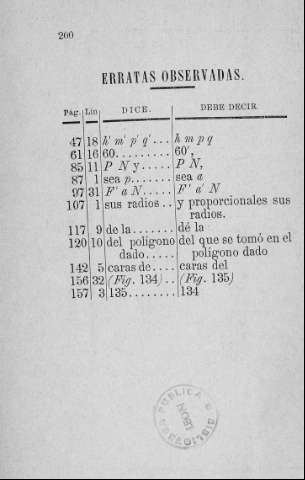 200
ERRATAS OBSERVADAS.
Pág. Lin DICE. DEBE DECIR.
47 18 h' m' p' q'... h m p q
61 16 60......... 60',
85 11 P N y..... P N,
87 1 sea p....... sea a
97 31 F' a N..... F' a' N
107 1 sus radios.. y proporcionales sus
radios.
117 9 de la....... dé la
120 10 del polígono del que se tomó en el
dado..... polígono dado
142 5 caras de.... caras del
156 32 (Fig. 134).. (Fig. 135)
157 3 135........ 134